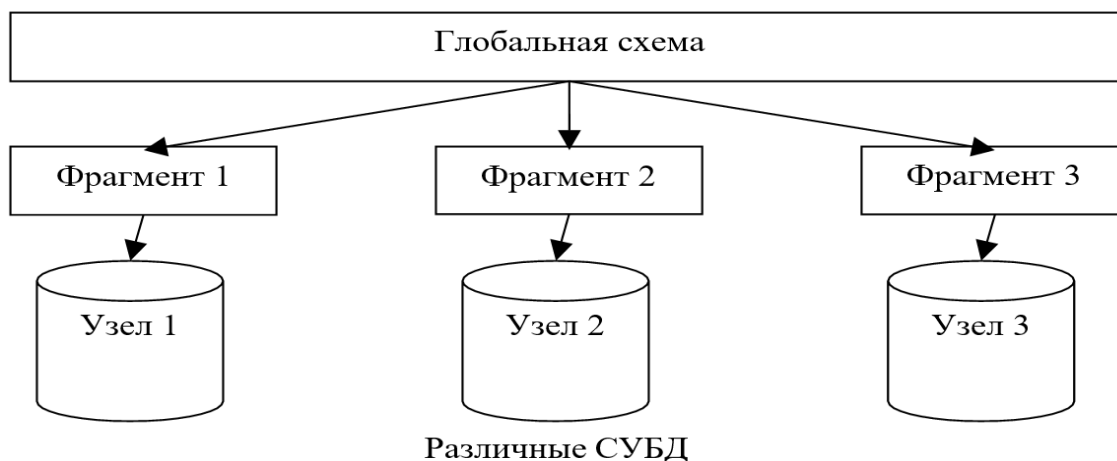 Глобальная схема
Фрагмент 1
Фрагмент 2
Фрагмент 3
Узел 1
Узел 2
Узел 3
Различные СУБД